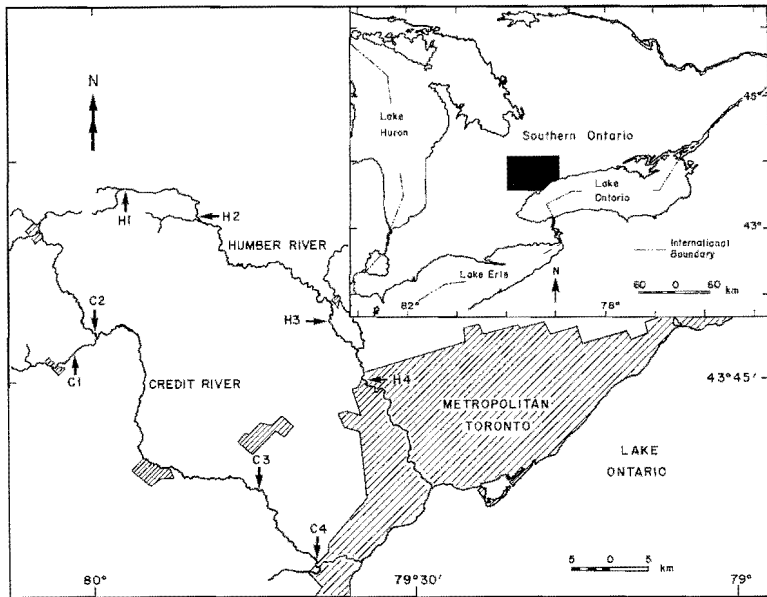 N
H1
H2
HUMBER RIVER
C2
H3
C1
CREDIT RIVER
H4
43°45'
METROPOLITAN
TORONTO
LAKE
ONTARIO
C3
C4
5 0 5
km
80°
79°30'
79°
45°
Lake
Huron
Southern Ontario
Lake
Ontario
43°
International
Boundary
Lake Erie
N
60 0 60
km
82°
78°